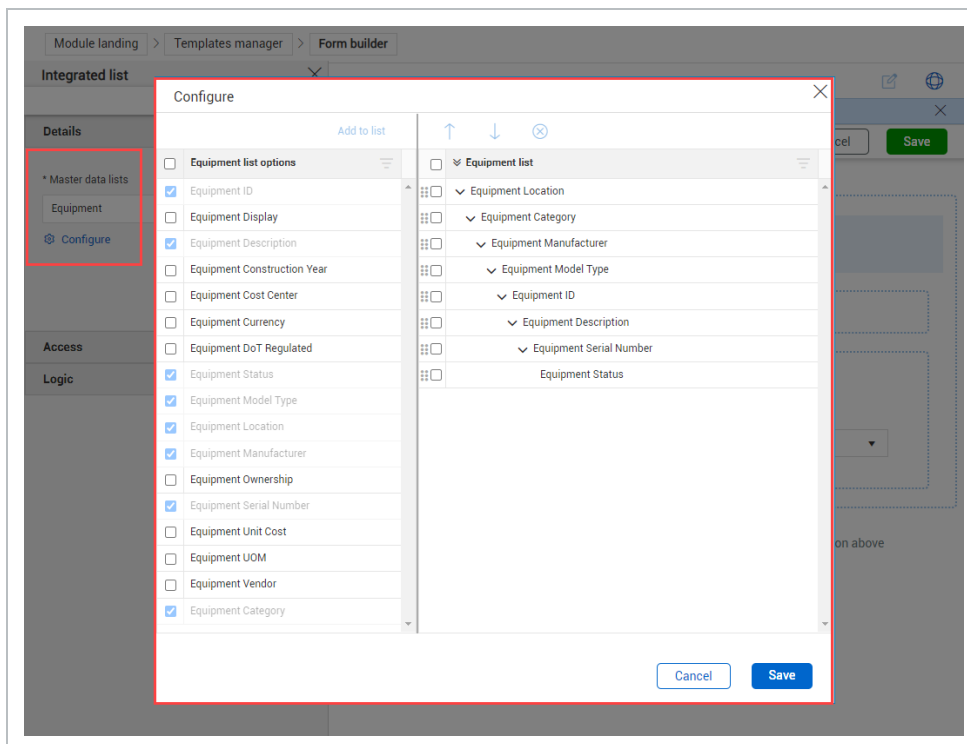 Module landing > Templates manager > Form builder
Integrated list
Details
* Master data lists
Equipment
Configure
Access
Logic
cel
Save
on above
Configure
Add to list
Equipment list options
Equipment ID
Equipment Display
Equipment Description
Equipment Construction Year
Equipment Cost Center
Equipment Currency
Equipment DoT Regulated
Equipment Status
Equipment Model Type
Equipment Location
Equipment Manufacturer
Equipment Ownership
Equipment Serial Number
Equipment Unit Cost
Equipment UOM
Equipment Vendor
Equipment Category
Equipment list
Equipment Location
Equipment Category
Equipment Manufacturer
Equipment Model Type
Equipment ID
Equipment Description
Equipment Serial Number
Equipment Status
Cancel
Save